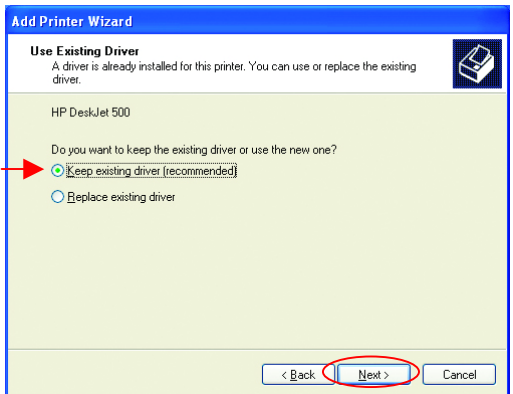 Add Printer Wizard
Use Existing Driver
A driver is already installed for this printer. You can use or replace the existing
driver.
HP DeskJet 500
Do you want to keep the existing driver or use the new one?
Keep existing driver (recommended)
Replace existing driver
< Back
Next >
Cancel